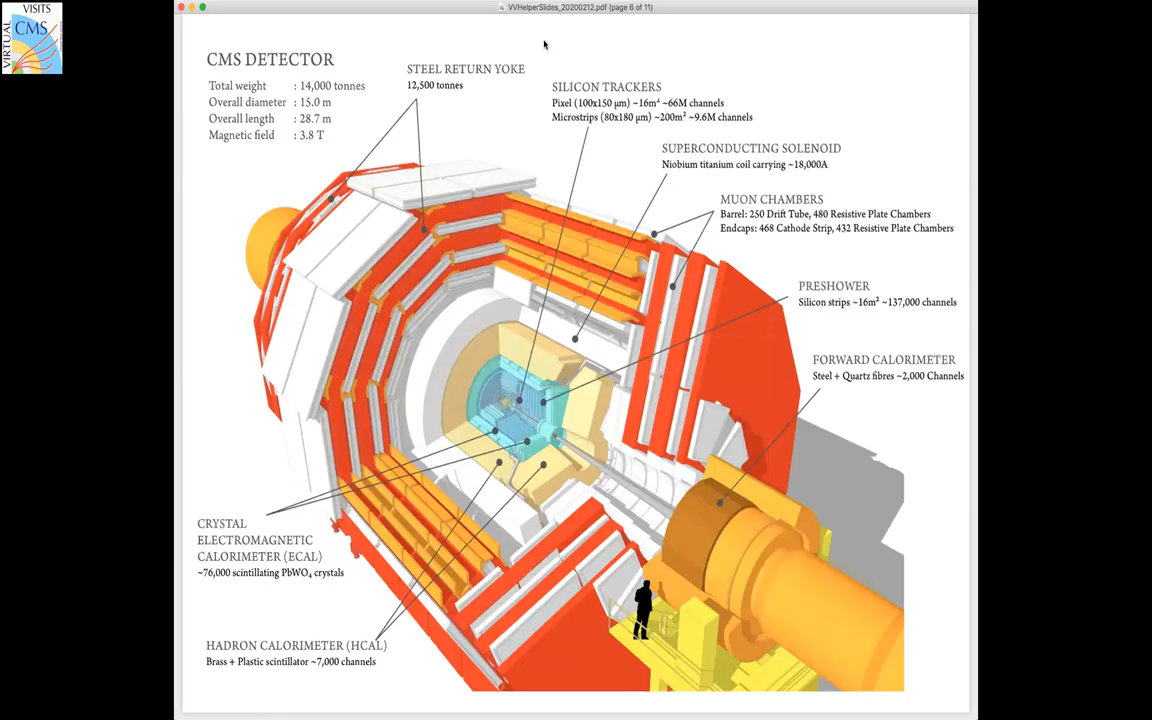 VIRTUAL
VISITS
CMS
VVHelperSlides_20200212.pdf (page 6 of 11)
CMS DETECTOR
Total weight : 14,000 tonnes
Overall diameter : 15.0 m
Overall length : 28.7 m
Magnetic field : 3.8 T
STEEL RETURN YOKE
12,500 tonnes
SILICON TRACKERS
Pixel (100x150 μm) ~16m² ~66M channels
Microstrips (80x180 μm) ~200m² ~9.6M channels
SUPERCONDUCTING SOLENOID
Niobium titanium coil carrying ~18,000A
MUON CHAMBERS
Barrel: 250 Drift Tube, 480 Resistive Plate Chambers
Endcaps: 468 Cathode Strip, 432 Resistive Plate Chambers
PRESHOWER
Silicon strips ~16m² ~137,000 channels
FORWARD CALORIMETER
Steel + Quartz fibres ~2,000 Channels
CRYSTAL
ELECTROMAGNETIC
CALORIMETER (ECAL)
~76,000 scintillating PbWO₄ crystals
HADRON CALORIMETER (HCAL)
Brass + Plastic scintillator ~7,000 channels